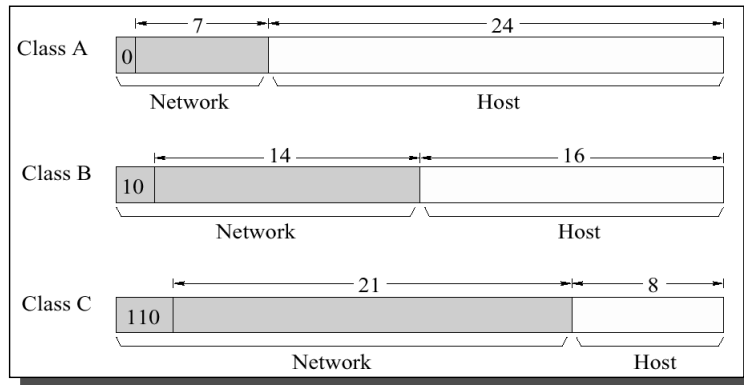 7 24
Class A
0
Network Host
14 16
Class B
10
Network Host
21 8
Class C
110
Network Host